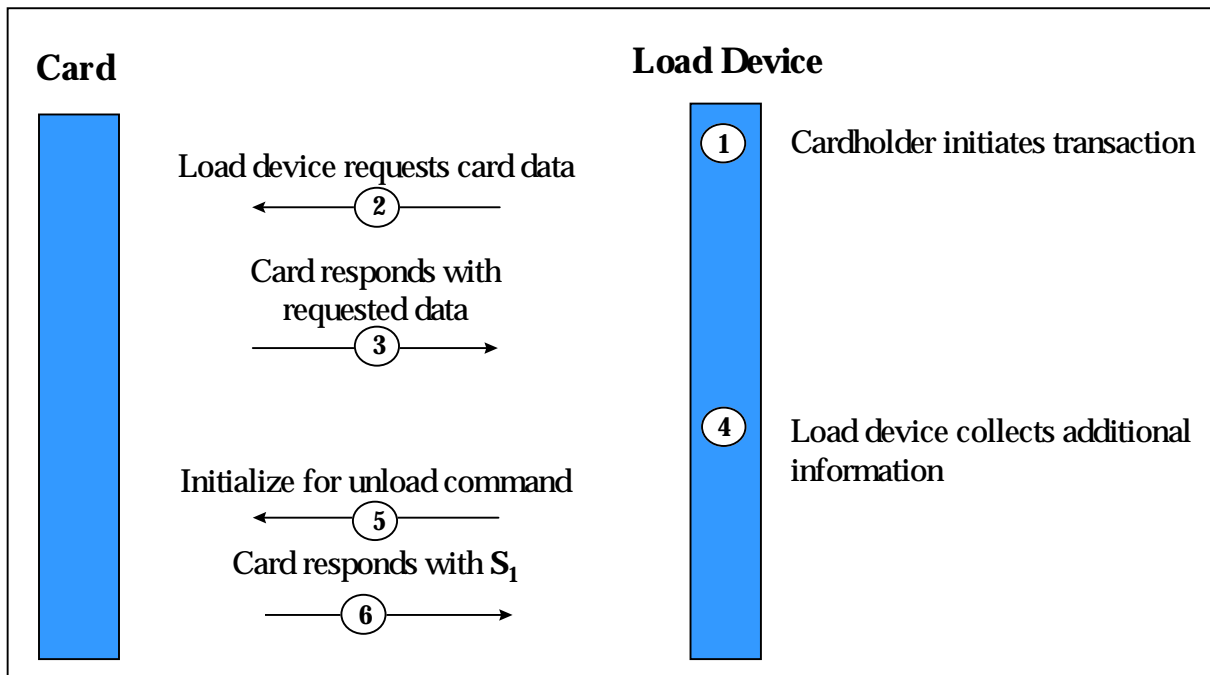 Card
Load Device
1
Cardholder initiates transaction
Load device requests card data
2
Card responds with
requested data
3
4
Load device collects additional
information
Initialize for unload command
5
Card responds with S₁
6